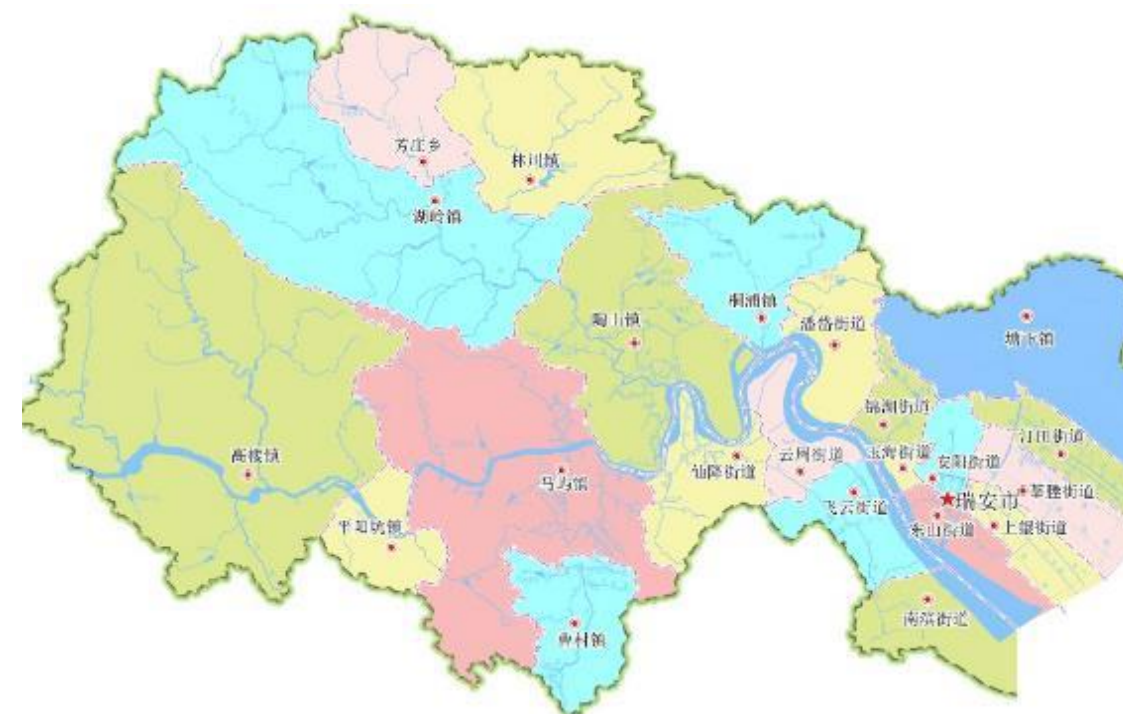 芳庄乡
林川镇
湖岭镇
桐浦镇
陶山镇
潘岱街道
塘下镇
锦湖街道
汀田街道
高楼镇
马屿镇
仙降街道
云周街道
玉海街道
安阳街道
瑞安市
莘塍街道
飞云街道
东山街道
上望街道
平阳坑镇
南滨街道
曹村镇